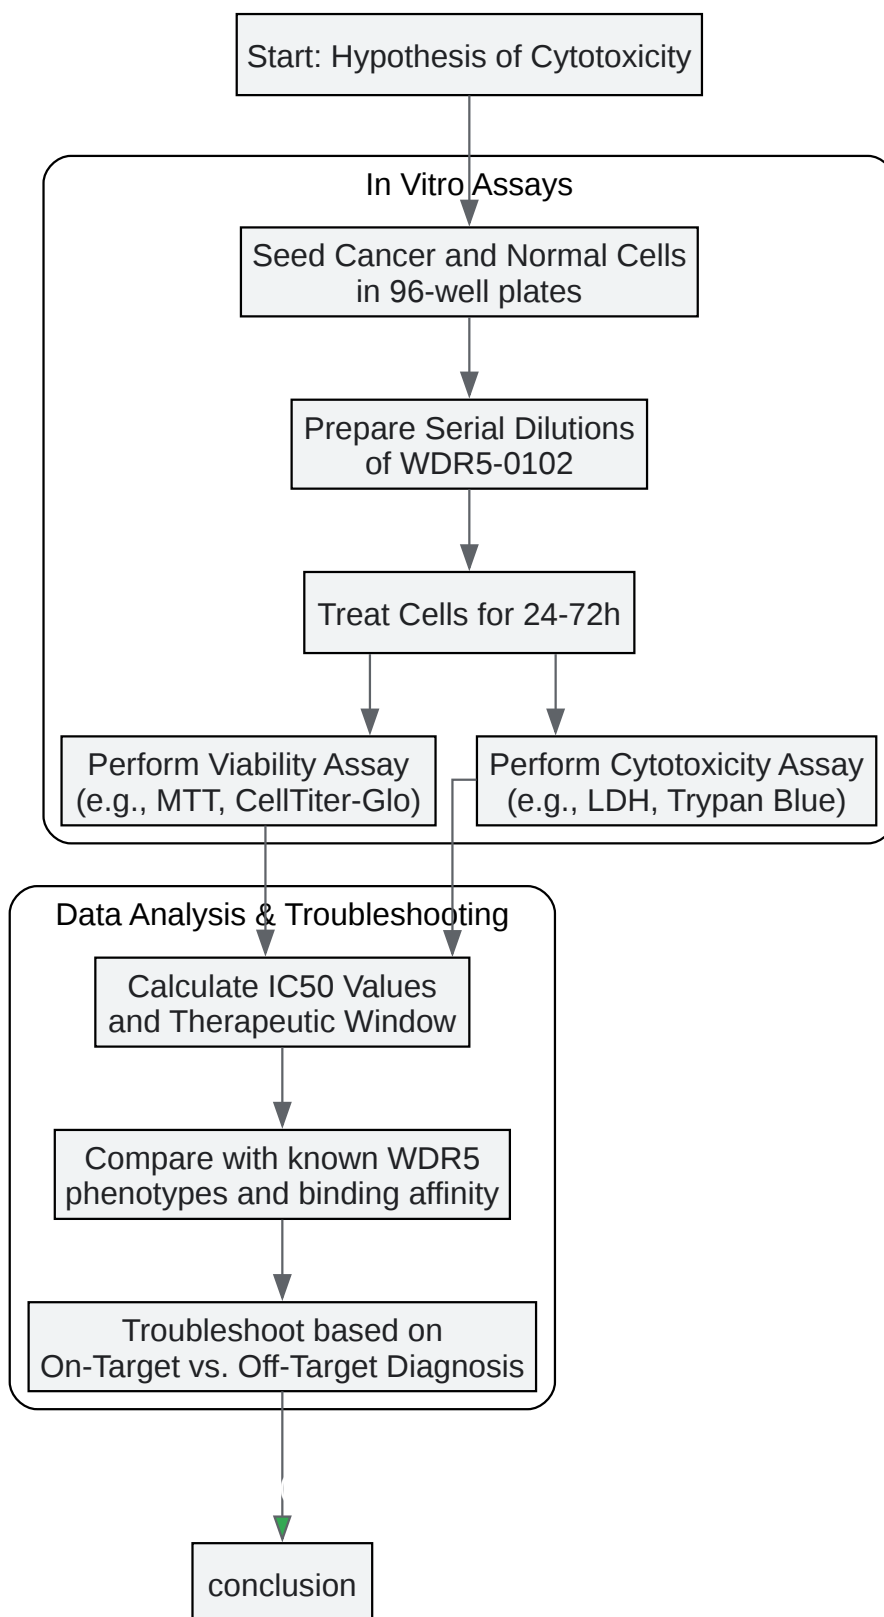 Start: Hypothesis of Cytotoxicity
In Vitro Assays
Seed Cancer and Normal Cells
in 96-well plates
Prepare Serial Dilutions
of WDR5-0102
Treat Cells for 24-72h
Perform Viability Assay
(e.g., MTT, CellTiter-Glo)
Perform Cytotoxicity Assay
(e.g., LDH, Trypan Blue)
Data Analysis & Troubleshooting
Calculate IC50 Values
and Therapeutic Window
Compare with known WDR5
phenotypes and binding affinity
Troubleshoot based on
On-Target vs. Off-Target Diagnosis
conclusion